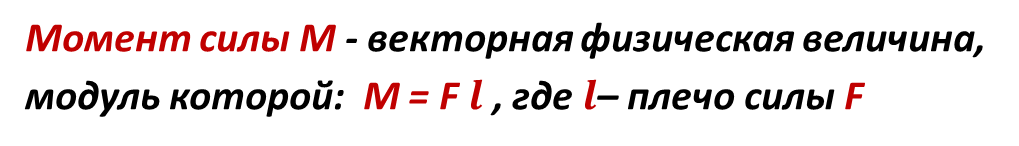 Момент силы М - векторная физическая величина,
модуль которой: М = F l , где l– плечо силы F